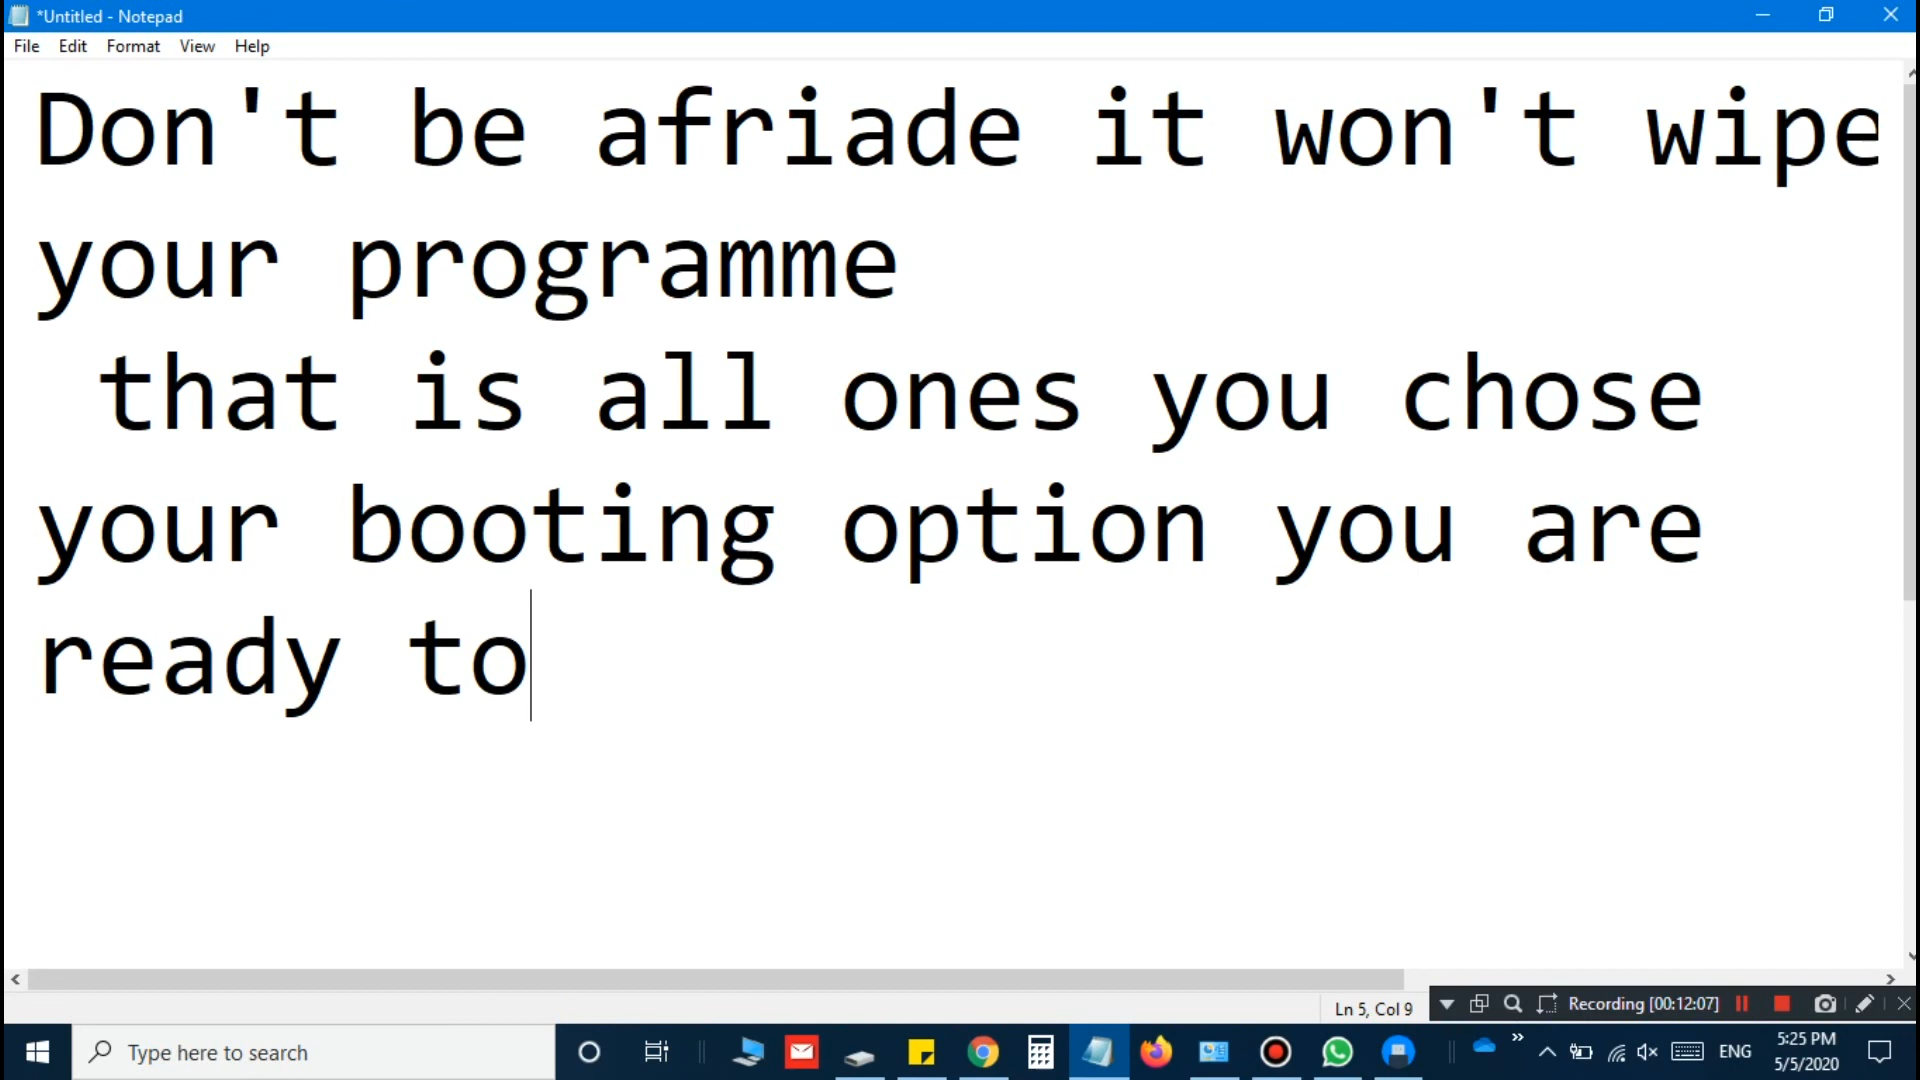 *Untitled - Notepad
File Edit Format View Help
Don't be afriade it won't wipe
your programme
that is all ones you chose
your booting option you are
ready to
Ln 5, Col 9
Recording [00:12:07]
Type here to search
ENG
5:25 PM
5/5/2020